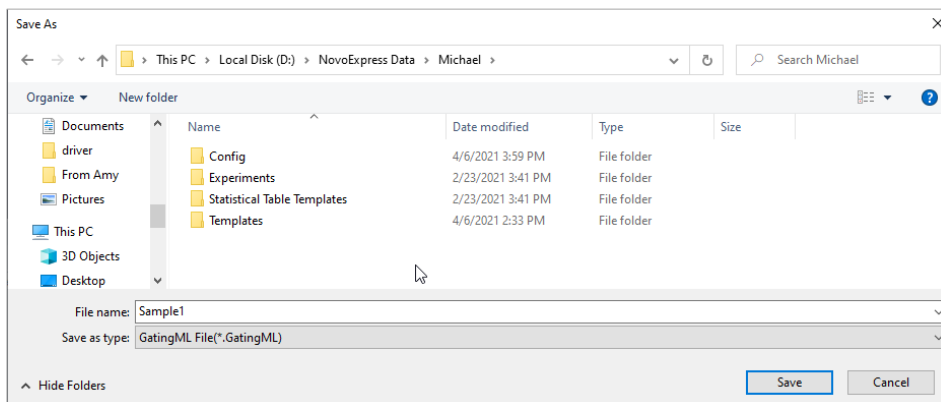 Save As
This PC > Local Disk (D:) > NovoExpress Data > Michael >
Search Michael
Organize
New folder
Documents
driver
From Amy
Pictures
This PC
3D Objects
Desktop
Name Date modified Type Size
Config 4/6/2021 3:59 PM File folder
Experiments 2/23/2021 3:41 PM File folder
Statistical Table Templates 2/23/2021 3:41 PM File folder
Templates 4/6/2021 2:33 PM File folder
File name: Sample1
Save as type: GatingML File(*.GatingML)
Hide Folders
Save
Cancel